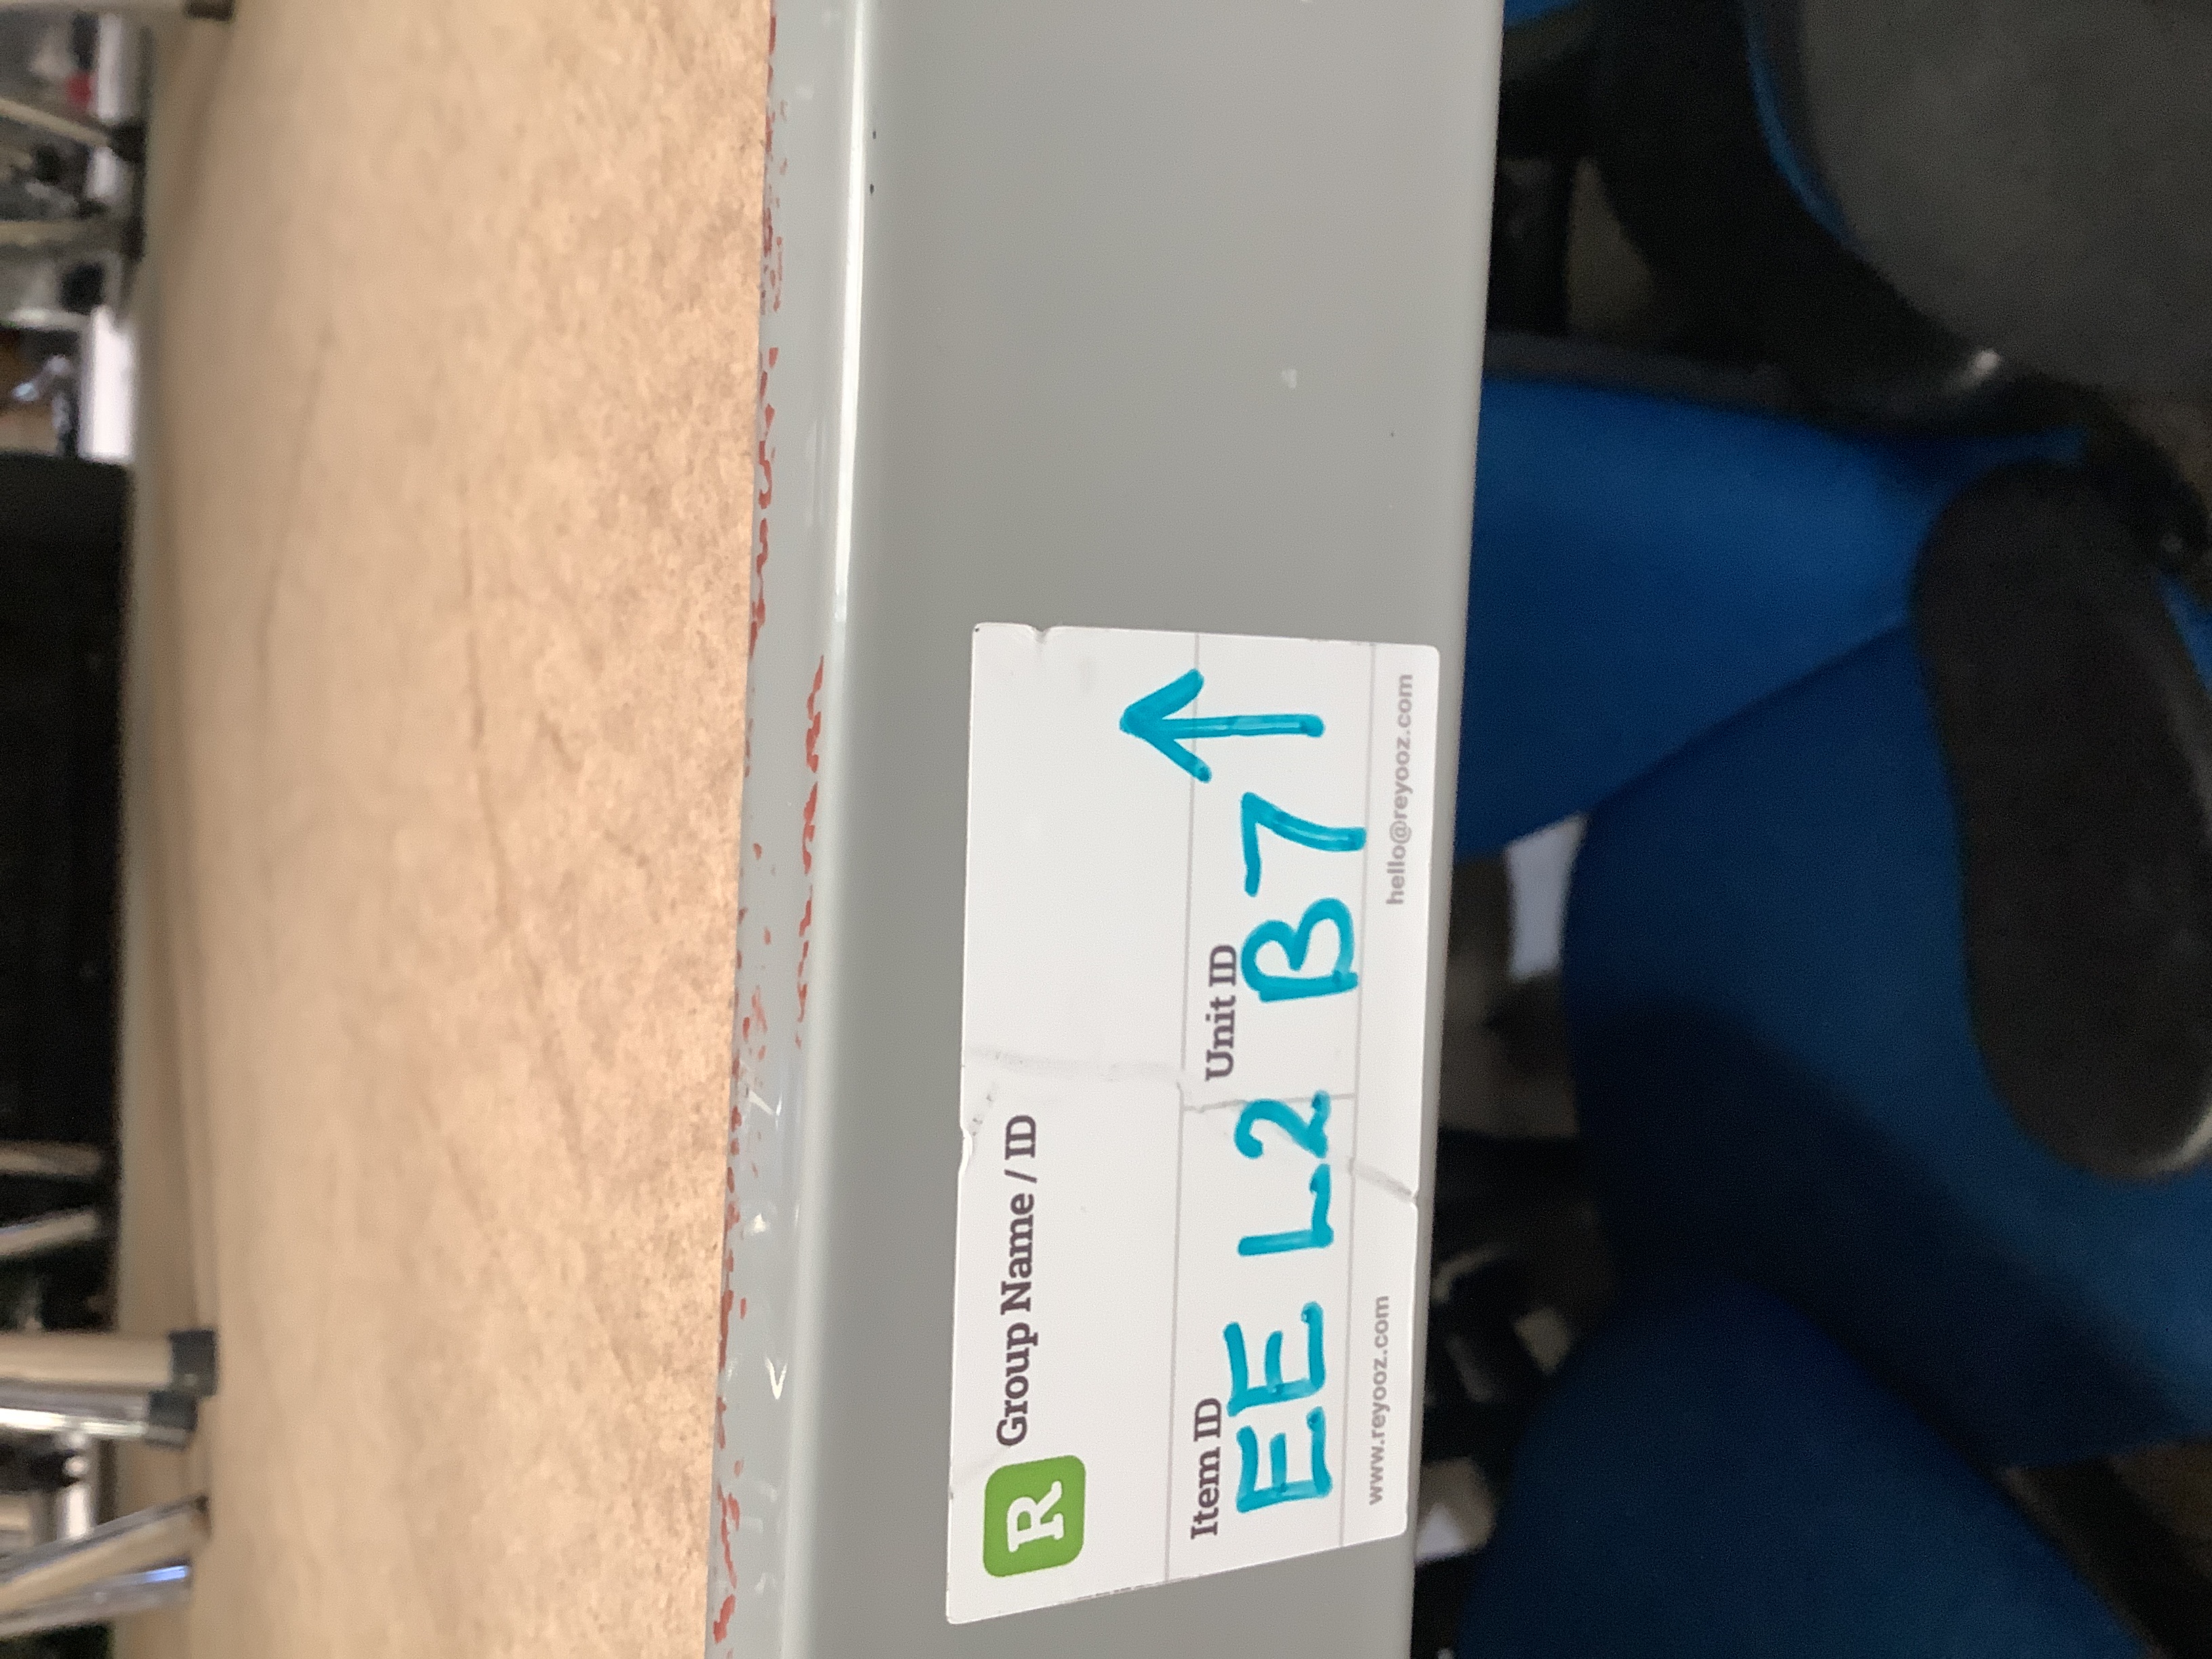 R Group Name / ID
Item ID Unit ID
EE L2 B7 ↑
www.reyooz.com hello@reyooz.com